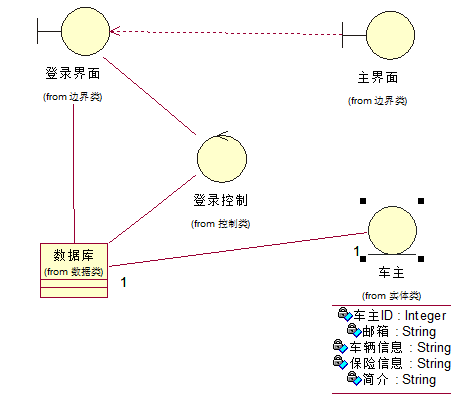 登录界面
(from 边界类)
主界面
(from 边界类)
登录控制
(from 控制类)
数据库
(from 数据类)
1
1
车主
(from 实体类)
车主ID : Integer
邮箱 : String
车辆信息 : String
保险信息 : String
简介 : String